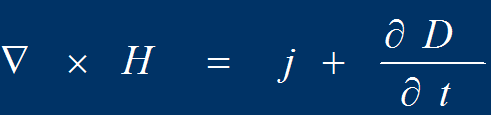 ∇ × H = j + ∂ D / ∂ t